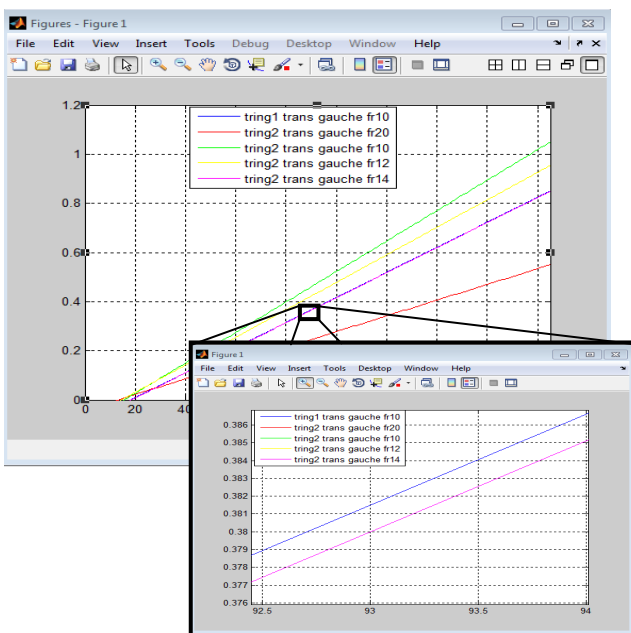 Figures - Figure 1
File Edit View Insert Tools Debug Desktop Window Help
1.2
1
0.8
0.6
0.4
0.2
0
0 20 40
tring1 trans gauche fr10
tring2 trans gauche fr20
tring2 trans gauche fr10
tring2 trans gauche fr12
tring2 trans gauche fr14
Figure 1
File Edit View Insert Tools Desktop Window Help
tring1 trans gauche fr10
tring2 trans gauche fr20
tring2 trans gauche fr10
tring2 trans gauche fr12
tring2 trans gauche fr14
0.386
0.385
0.384
0.383
0.382
0.381
0.38
0.379
0.378
0.377
0.376
92.5 93 93.5 94